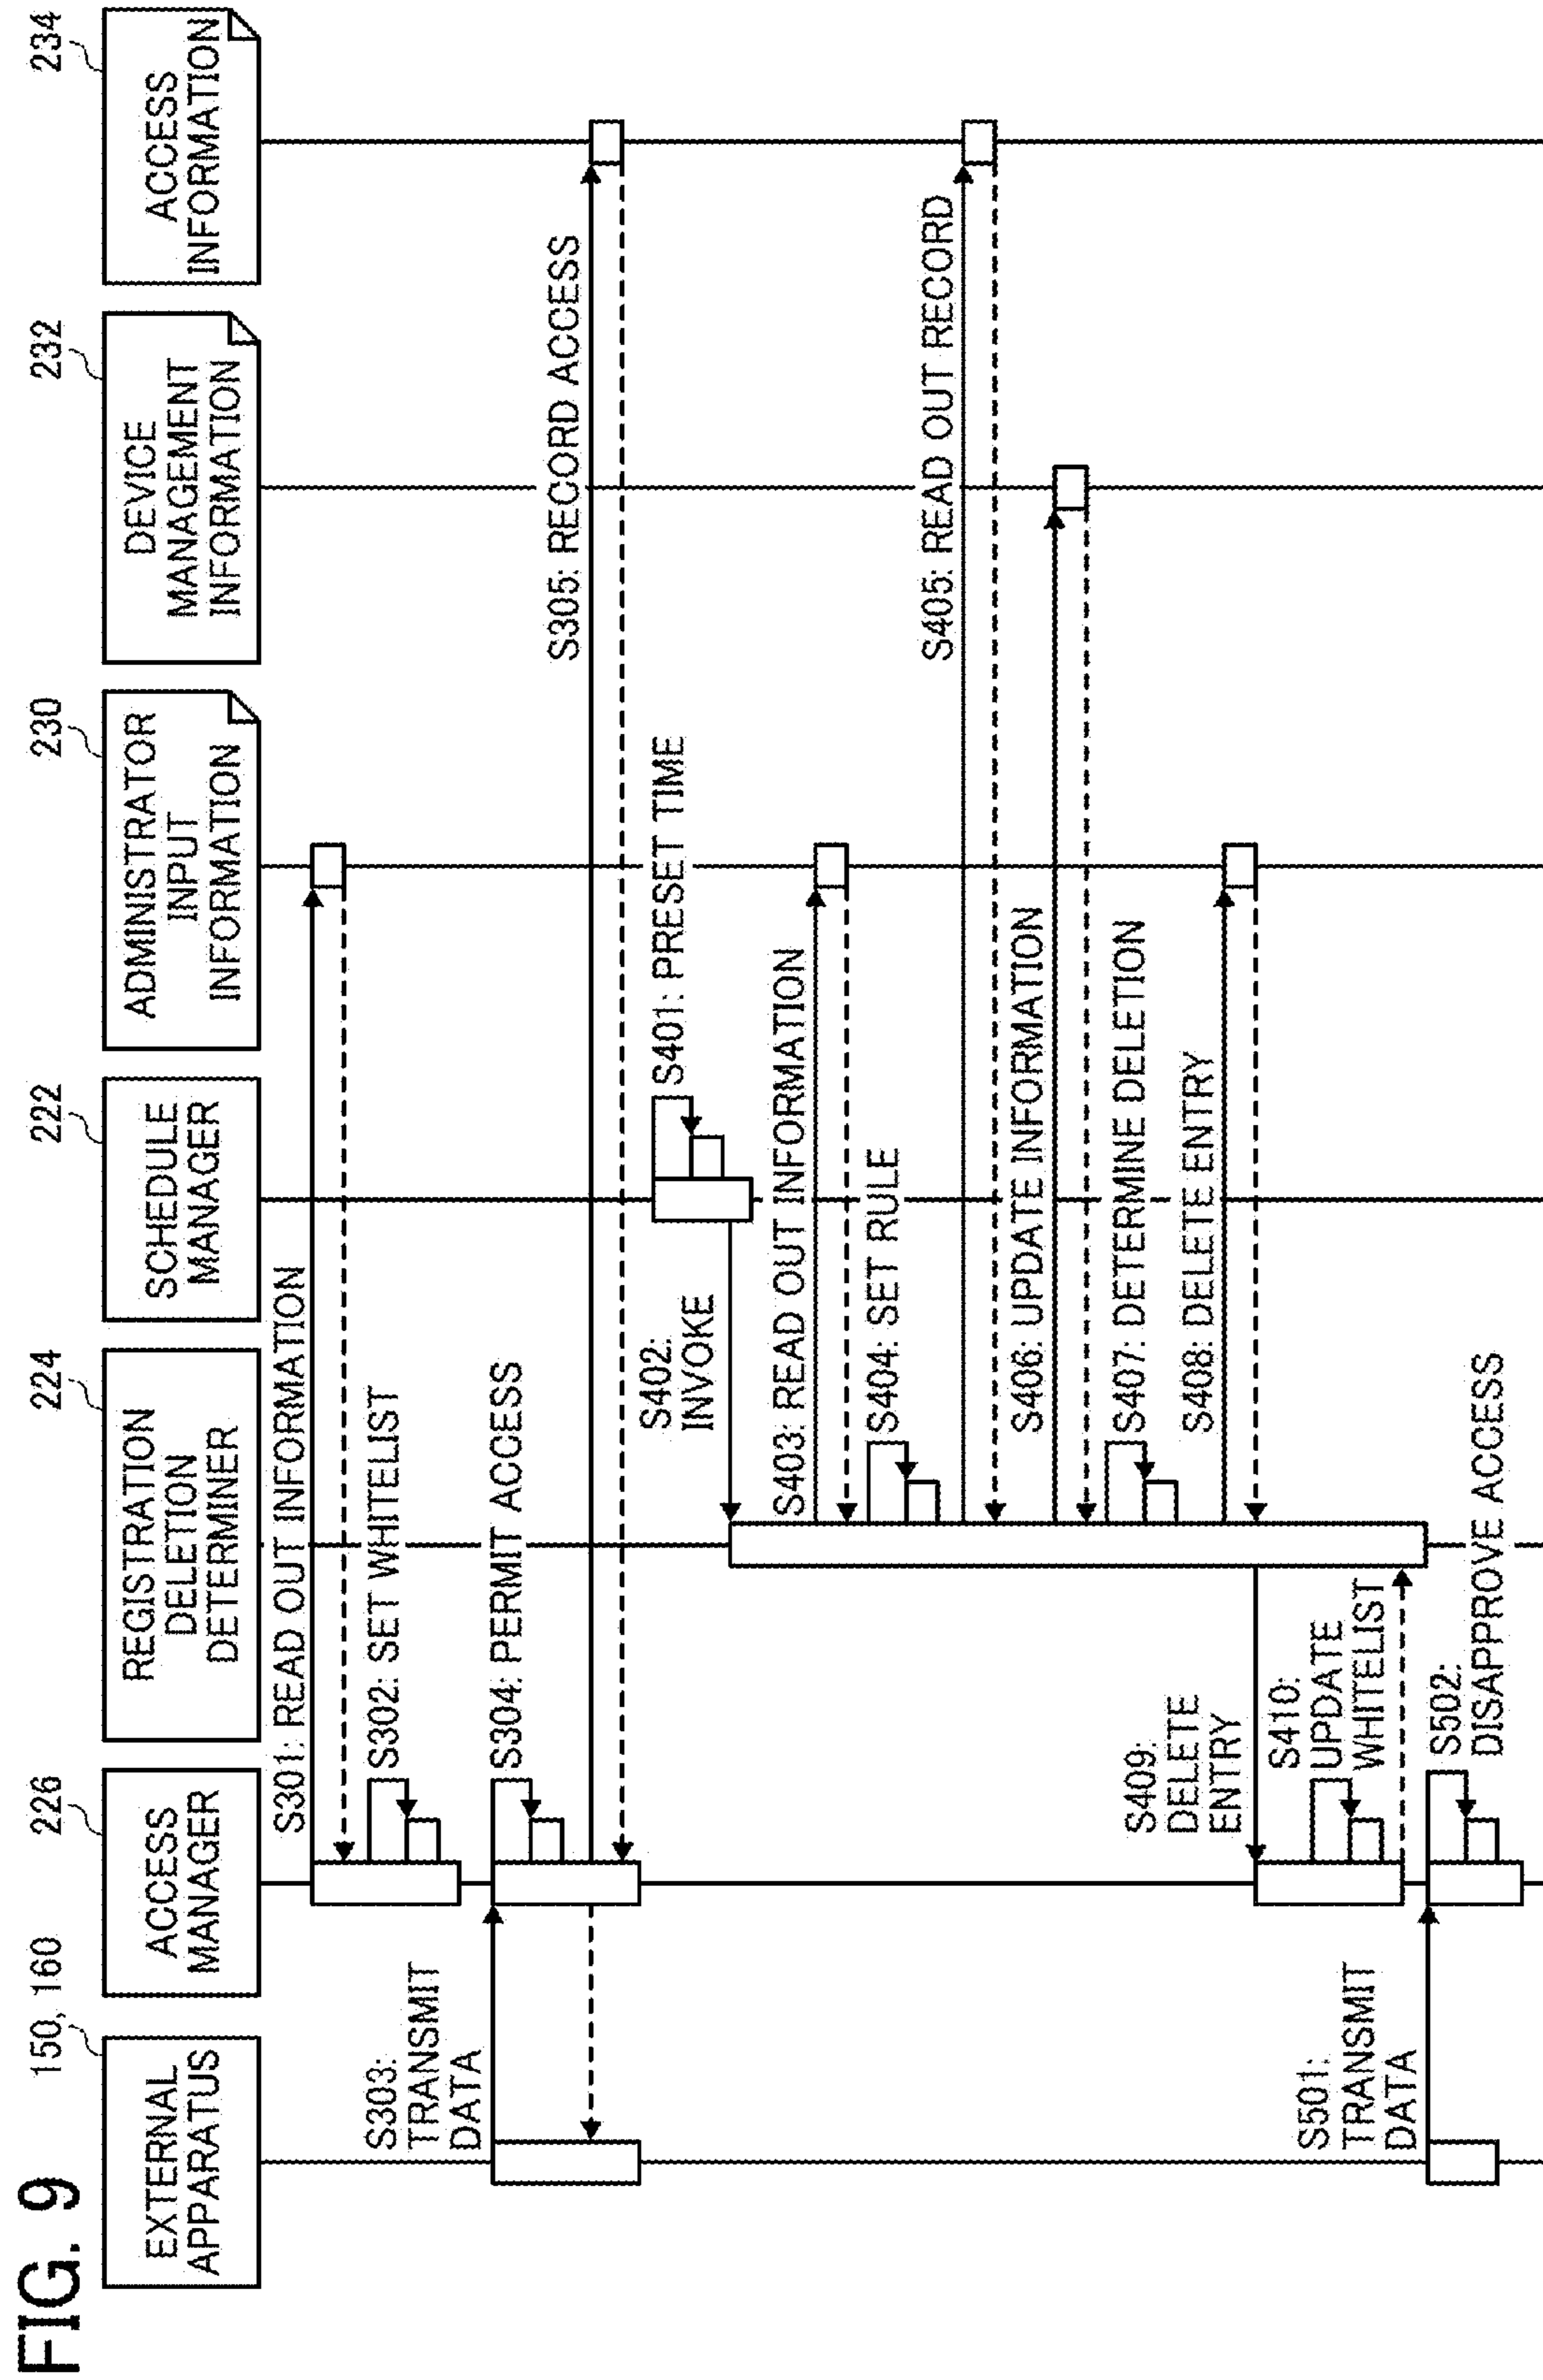 FIG. 9
150, 160
EXTERNAL
APPARATUS
226
ACCESS
MANAGER
224
REGISTRATION
DELETION
DETERMINER
222
SCHEDULE
MANAGER
230
ADMINISTRATOR
INPUT
INFORMATION
232
DEVICE
MANAGEMENT
INFORMATION
234
ACCESS
INFORMATION
S301: READ OUT INFORMATION
S302: SET WHITELIST
S303:
TRANSMIT
DATA
S304: PERMIT ACCESS
S305: RECORD ACCESS
S401: PRESET TIME
S402:
INVOKE
S403: READ OUT INFORMATION
S404: SET RULE
S405: READ OUT RECORD
S406: UPDATE INFORMATION
S407: DETERMINE DELETION
S408: DELETE ENTRY
S409:
DELETE
ENTRY
S410:
UPDATE
WHITELIST
S501:
TRANSMIT
DATA
S502:
DISAPPROVE ACCESS